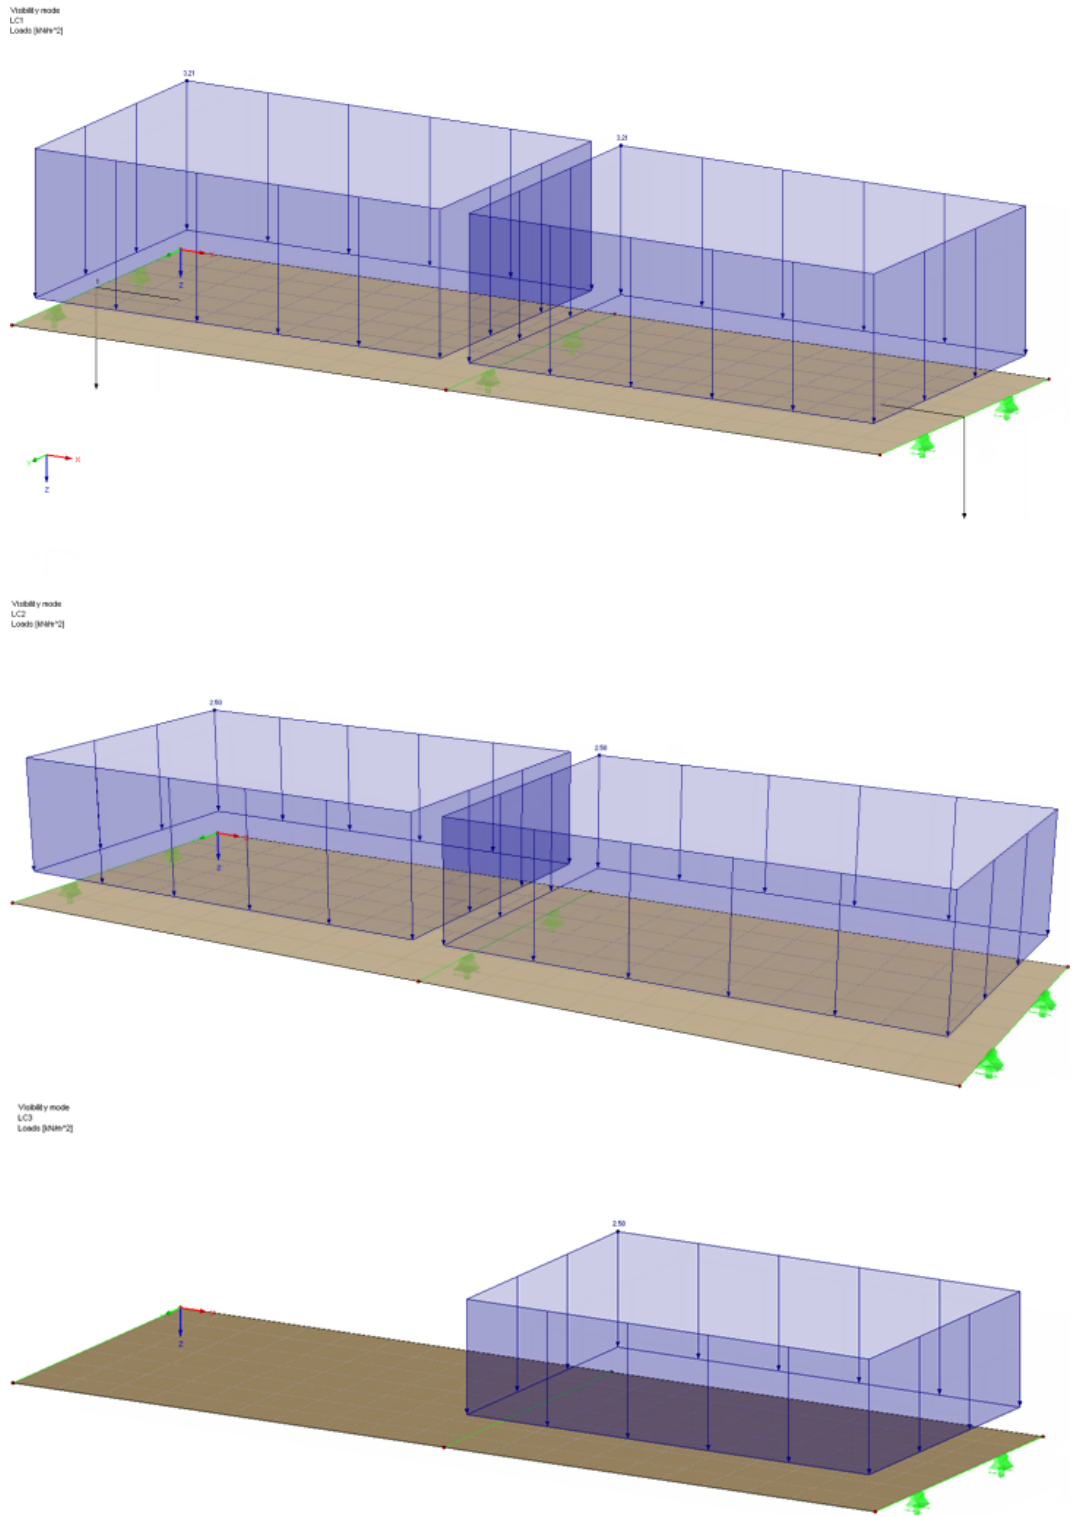 Visibility mode
LC1
Loads [kN/m^2]
3.21
3.21
Z
X
Y
Z
Visibility mode
LC2
Loads [kN/m^2]
2.50
2.50
Z
Visibility mode
LC3
Loads [kN/m^2]
2.50
Z